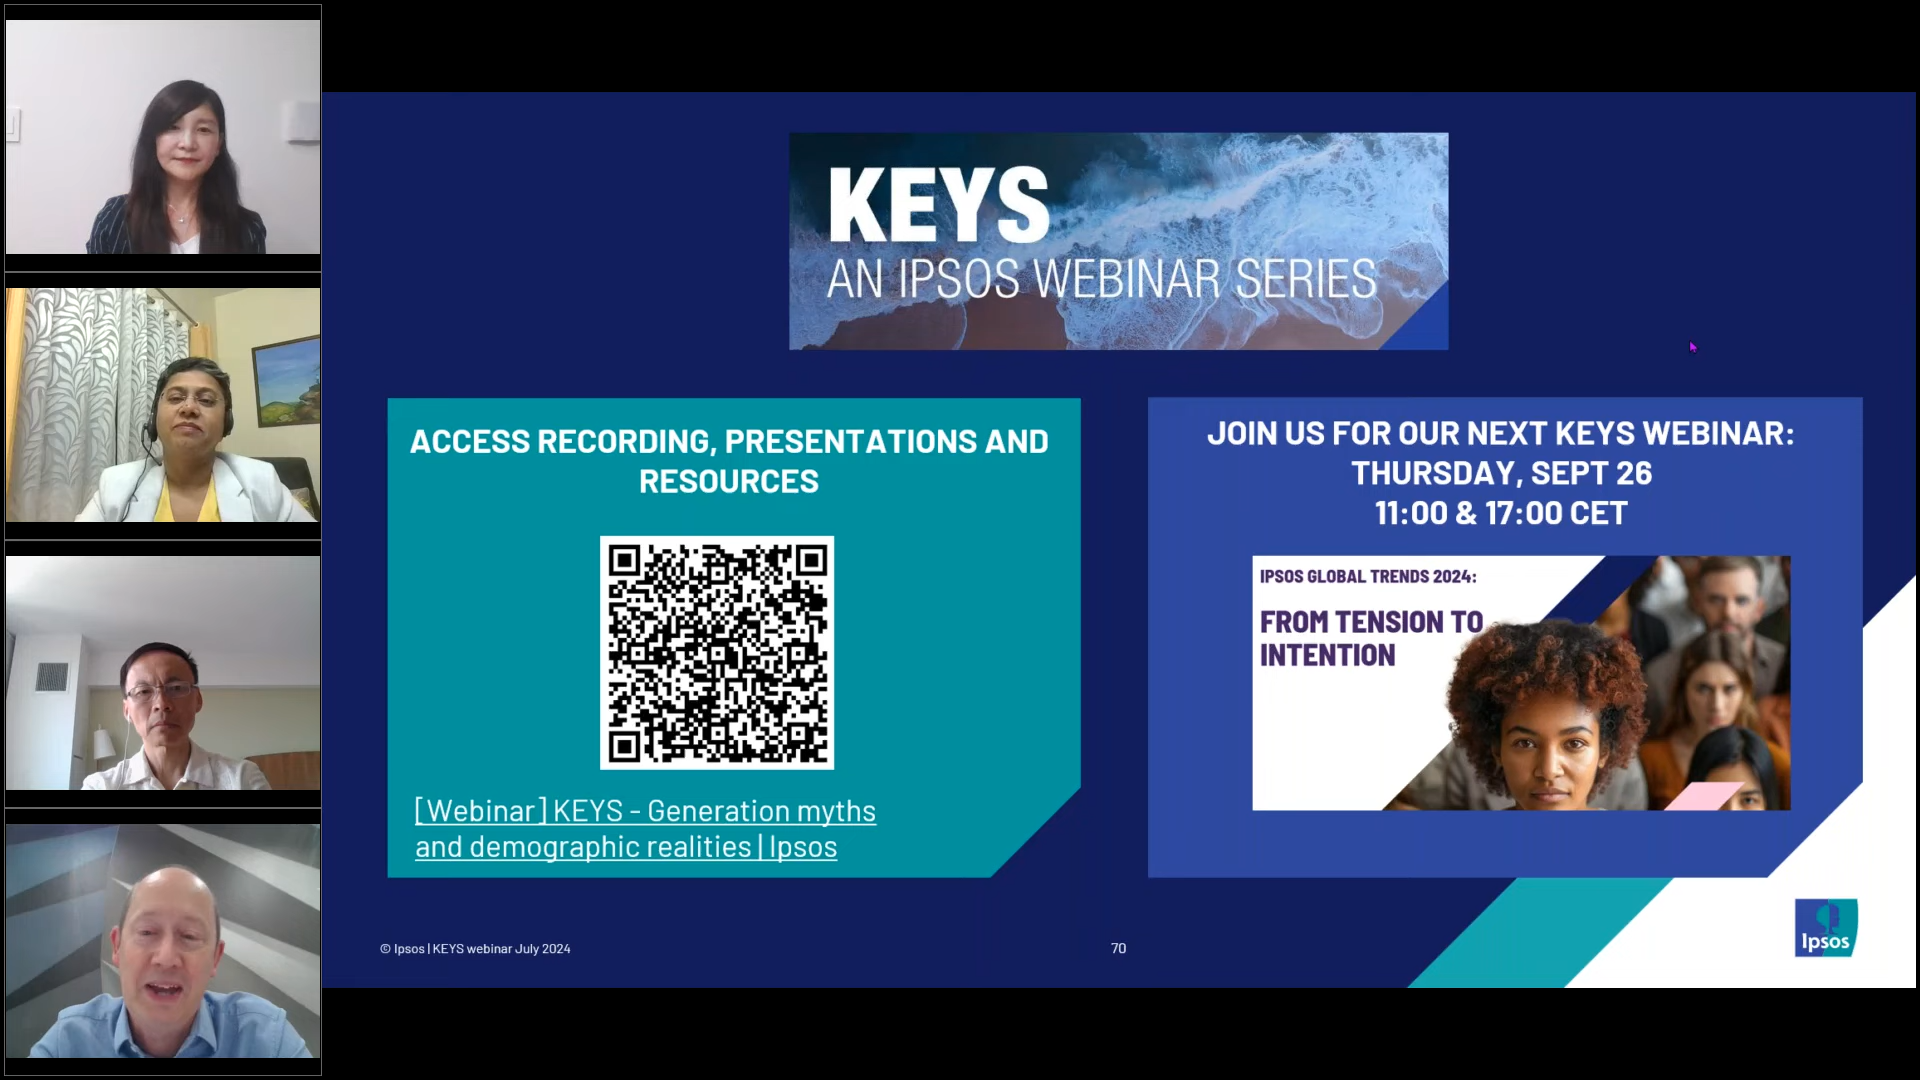 KEYS
AN IPSOS WEBINAR SERIES
ACCESS RECORDING, PRESENTATIONS AND
RESOURCES
[Webinar] KEYS - Generation myths
and demographic realities | Ipsos
JOIN US FOR OUR NEXT KEYS WEBINAR:
THURSDAY, SEPT 26
11:00 & 17:00 CET
IPSOS GLOBAL TRENDS 2024:
FROM TENSION TO
INTENTION
© Ipsos | KEYS webinar July 2024
70
Ipsos